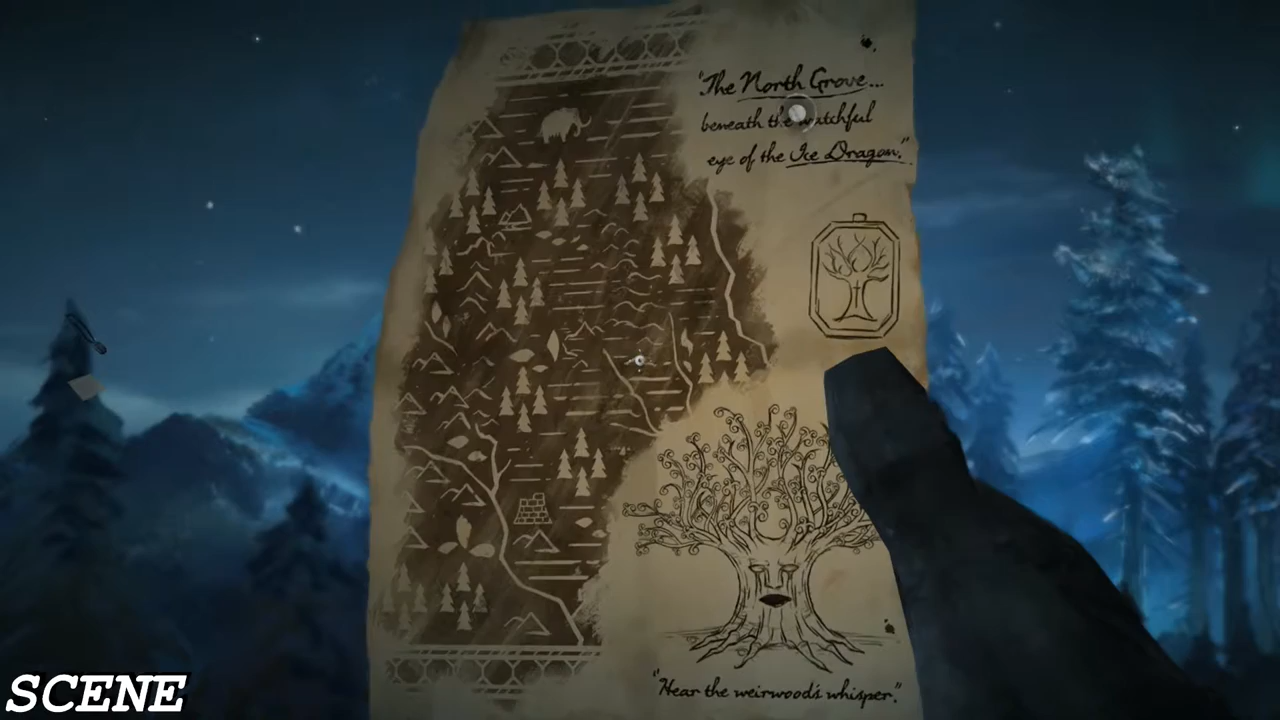 "The North Grove...
beneath the watchful
eye of the Ice Dragon."
"Hear the weirwood's whisper."
SCENE